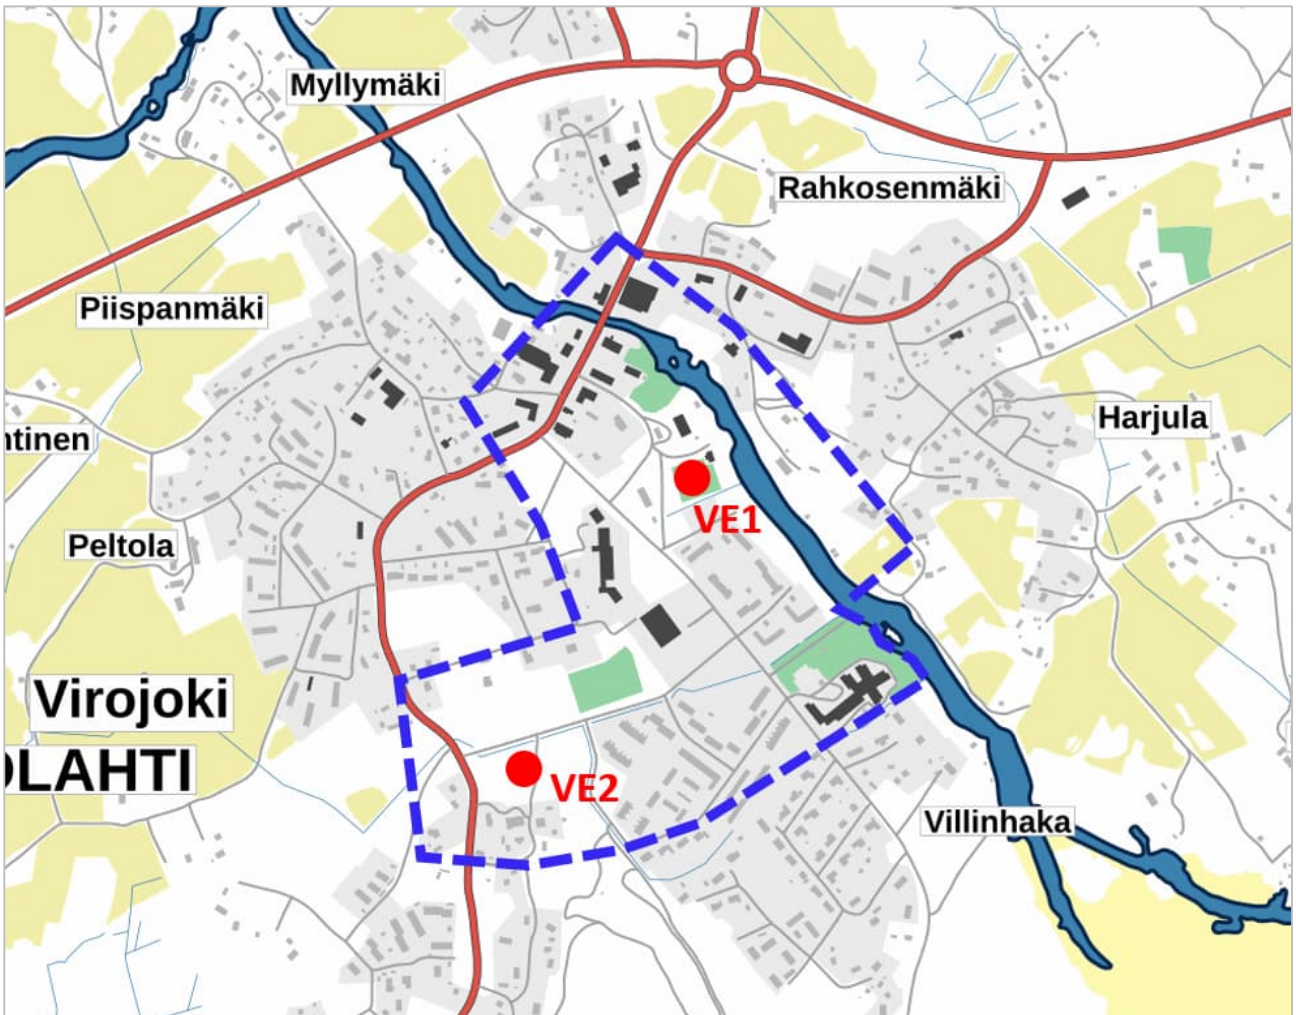 Myllymäki
Rahkosenmäki
Piispanmäki
Harjula
ntinen
VE1
Peltola
Virojoki
OLAHTI
VE2
Villinhaka